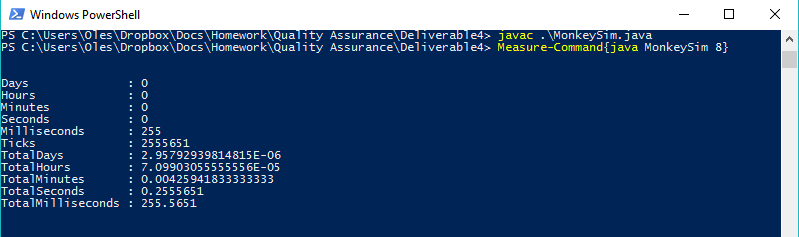 Windows PowerShell
PS C:\Users\Oles\Dropbox\Docs\Homework\Quality Assurance\Deliverable4> javac .\MonkeySim.java
PS C:\Users\Oles\Dropbox\Docs\Homework\Quality Assurance\Deliverable4> Measure-Command{java MonkeySim 8}
Days : 0
Hours : 0
Minutes : 0
Seconds : 0
Milliseconds : 255
Ticks : 2555651
TotalDays : 2.95792939814815E-06
TotalHours : 7.09903055555556E-05
TotalMinutes : 0.00425941833333333
TotalSeconds : 0.2555651
TotalMilliseconds : 255.5651